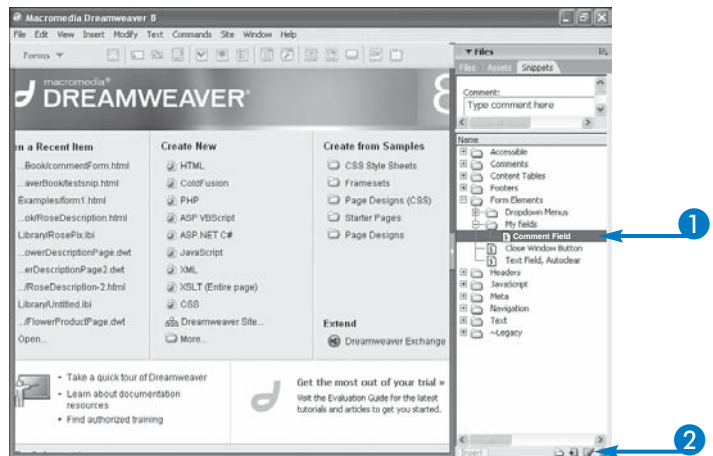 Macromedia Dreamweaver 8
File Edit View Insert Modify Text Commands Site Window Help
Forms
macromedia®
DREAMWEAVER® 8
en a Recent Item
...Book/commentForm.html
...averBook/testsnip.html
Examples/form1.html
...ok/RoseDescription.html
Library/RosePix.lbi
...owerDescriptionPage.dwt
...erDescriptionPage2.dwt
.../RoseDescription-2.html
Library/Untitled.lbi
.../FlowerProductPage.dwt
Open...
Create New
HTML
ColdFusion
PHP
ASP VBScript
ASP.NET C#
JavaScript
XML
XSLT (Entire page)
CSS
Dreamweaver Site...
More...
Create from Samples
CSS Style Sheets
Framesets
Page Designs (CSS)
Starter Pages
Page Designs
Extend
Dreamweaver Exchange
• Take a quick tour of Dreamweaver
• Learn about documentation
resources
• Find authorized training
Get the most out of your trial »
Visit the Evaluation Guide for the latest
tutorials and articles to get you started.
Files
Files Assets Snippets
Comment:
Type comment here
Name
Accessible
Comments
Content Tables
Footers
Form Elements
Dropdown Menus
My fields
Comment Field
Close Window Button
Text Field, Autoclear
Headers
JavaScript
Meta
Navigation
Text
~Legacy
Insert
1
2